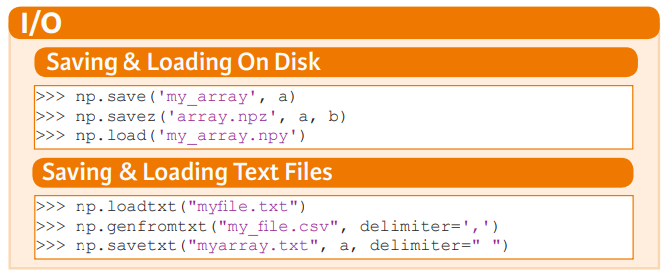 I/O
Saving & Loading On Disk
>>> np.save('my_array', a)
>>> np.savez('array.npz', a, b)
>>> np.load('my_array.npy')
Saving & Loading Text Files
>>> np.loadtxt("myfile.txt")
>>> np.genfromtxt("my_file.csv", delimiter=',')
>>> np.savetxt("myarray.txt", a, delimiter=" ")